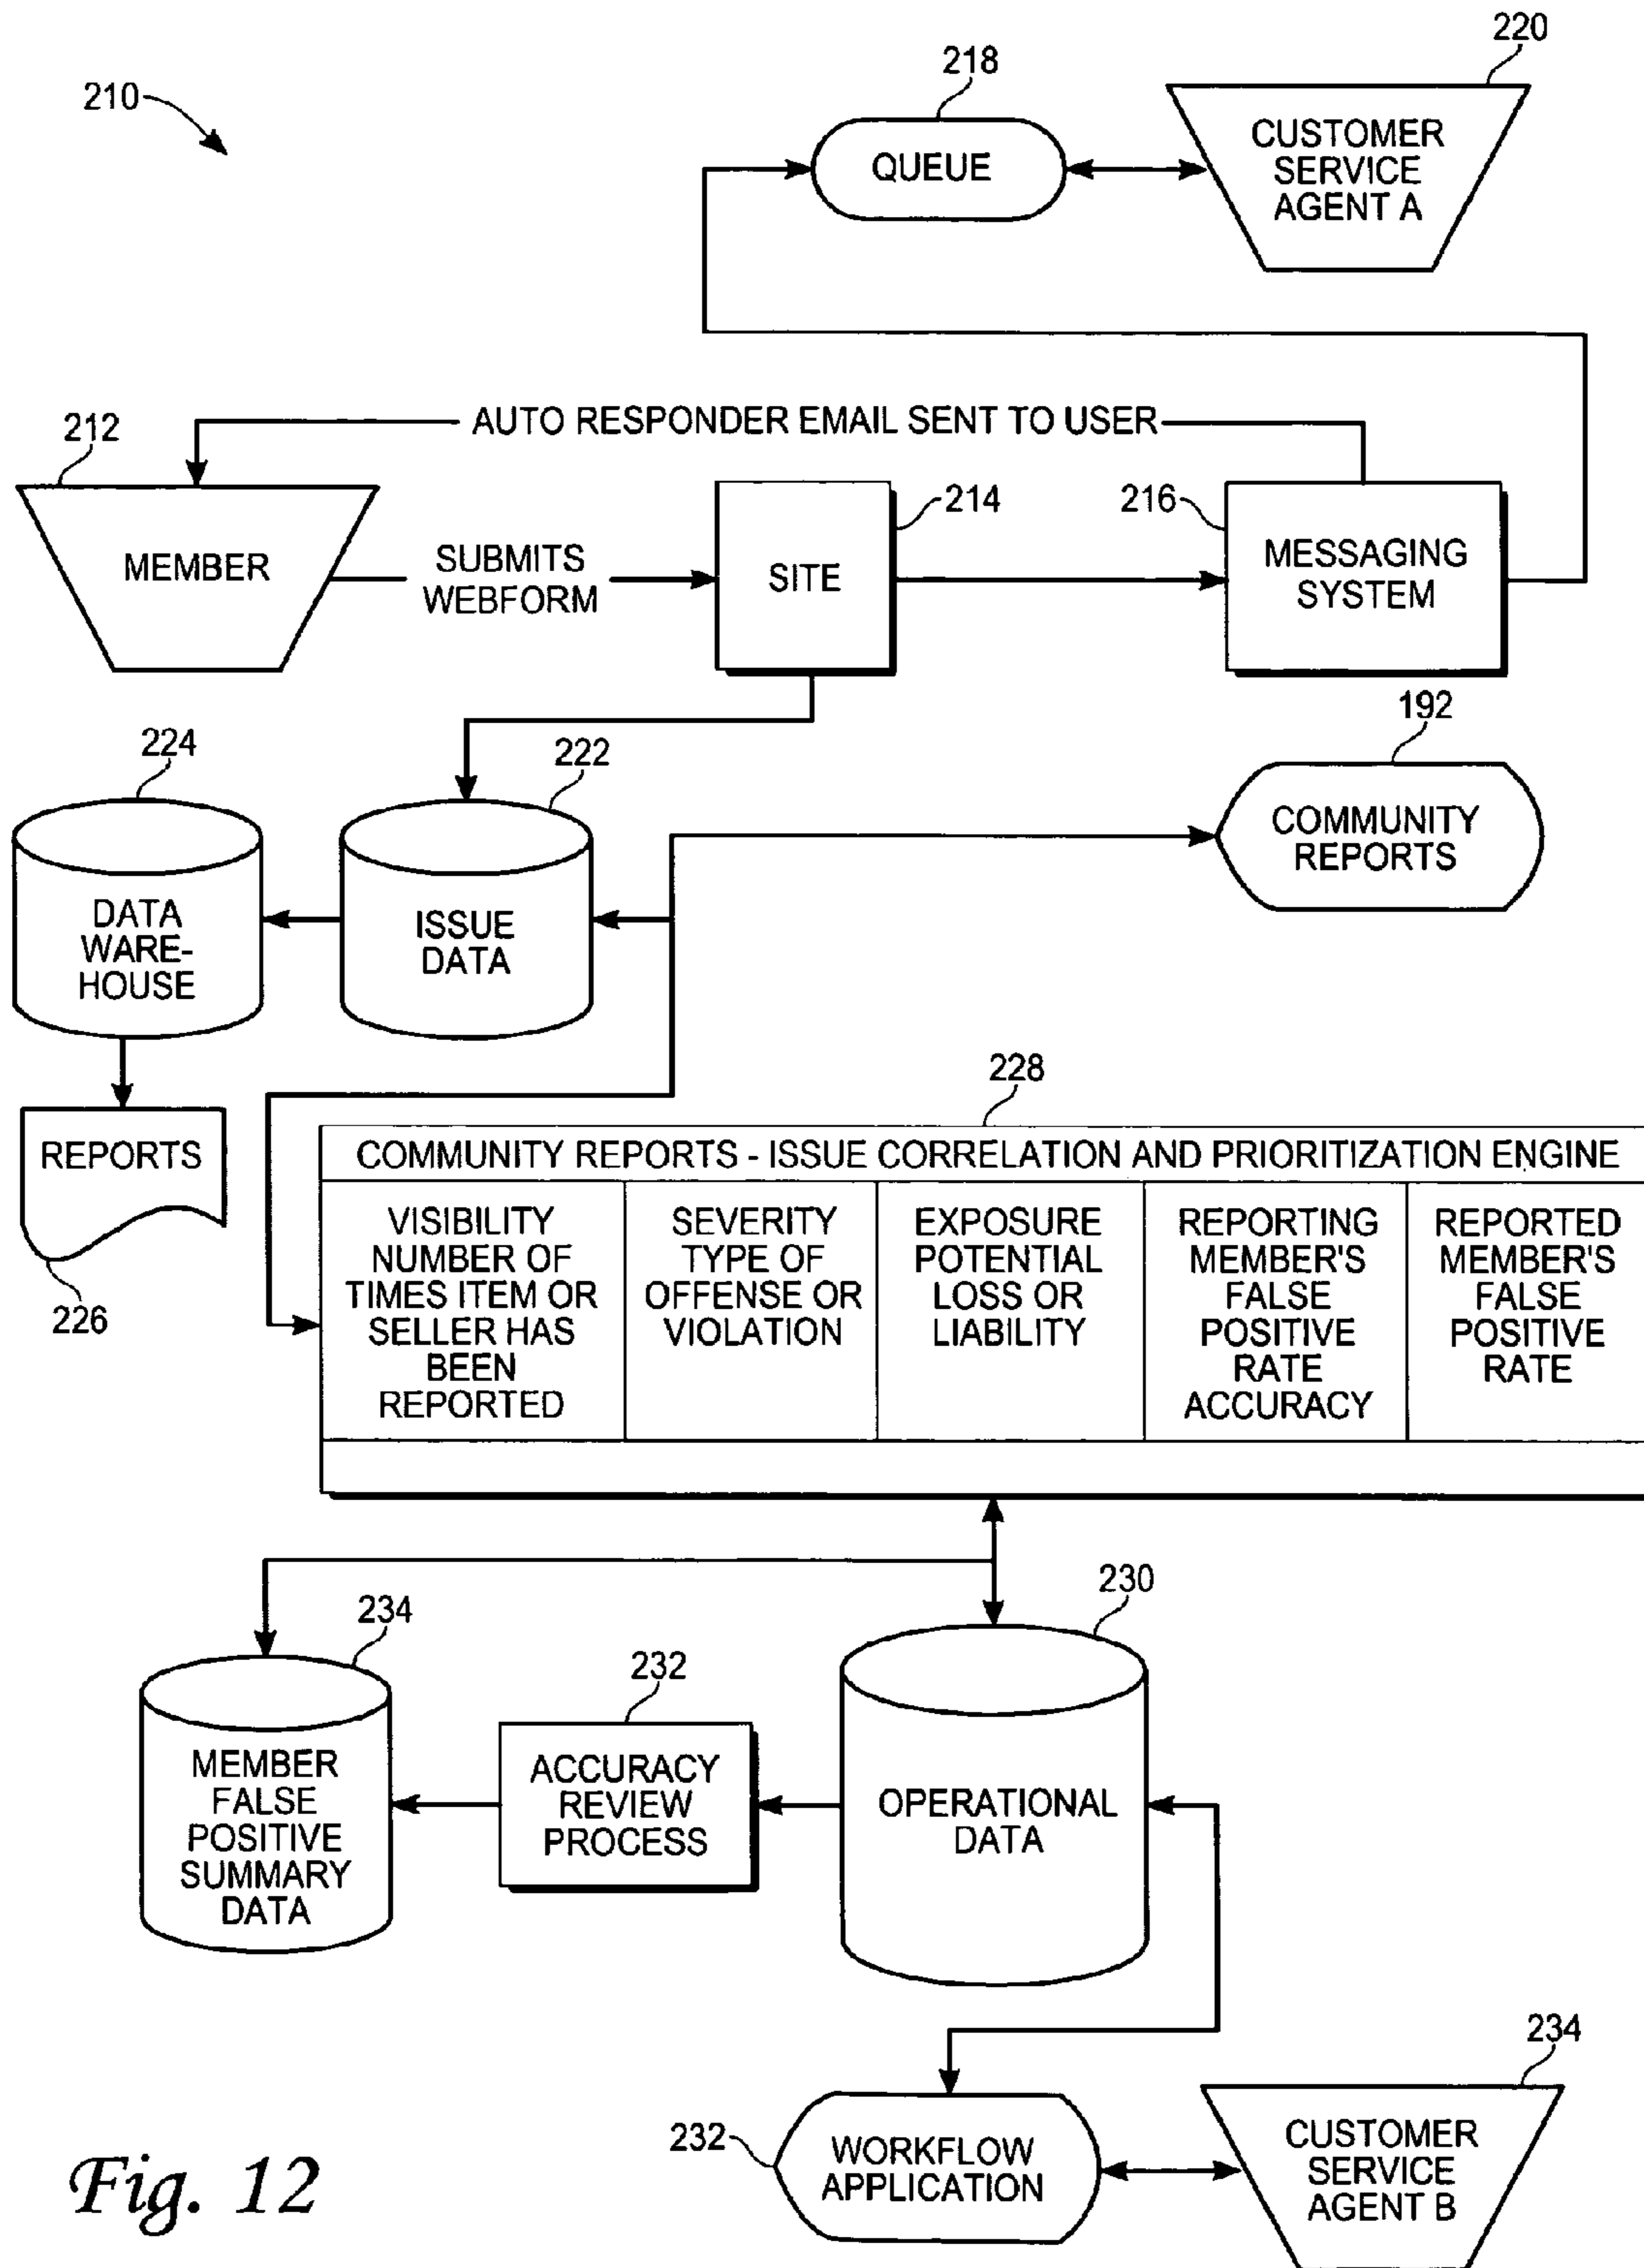 220
218
210
CUSTOMER
SERVICE
AGENT A
QUEUE
AUTO RESPONDER EMAIL SENT TO USER
212
214
216
MEMBER
SUBMITS
WEBFORM
SITE
MESSAGING
SYSTEM
192
224
222
COMMUNITY
REPORTS
DATA
WARE-
HOUSE
ISSUE
DATA
228
REPORTS
226
COMMUNITY REPORTS - ISSUE CORRELATION AND PRIORITIZATION ENGINE
VISIBILITY
NUMBER OF
TIMES ITEM OR
SELLER HAS
BEEN
REPORTED
SEVERITY
TYPE OF
OFFENSE OR
VIOLATION
EXPOSURE
POTENTIAL
LOSS OR
LIABILITY
REPORTING
MEMBER'S
FALSE
POSITIVE
RATE
ACCURACY
REPORTED
MEMBER'S
FALSE
POSITIVE
RATE
230
234
232
MEMBER
FALSE
POSITIVE
SUMMARY
DATA
ACCURACY
REVIEW
PROCESS
OPERATIONAL
DATA
234
232
WORKFLOW
APPLICATION
CUSTOMER
SERVICE
AGENT B
Fig. 12